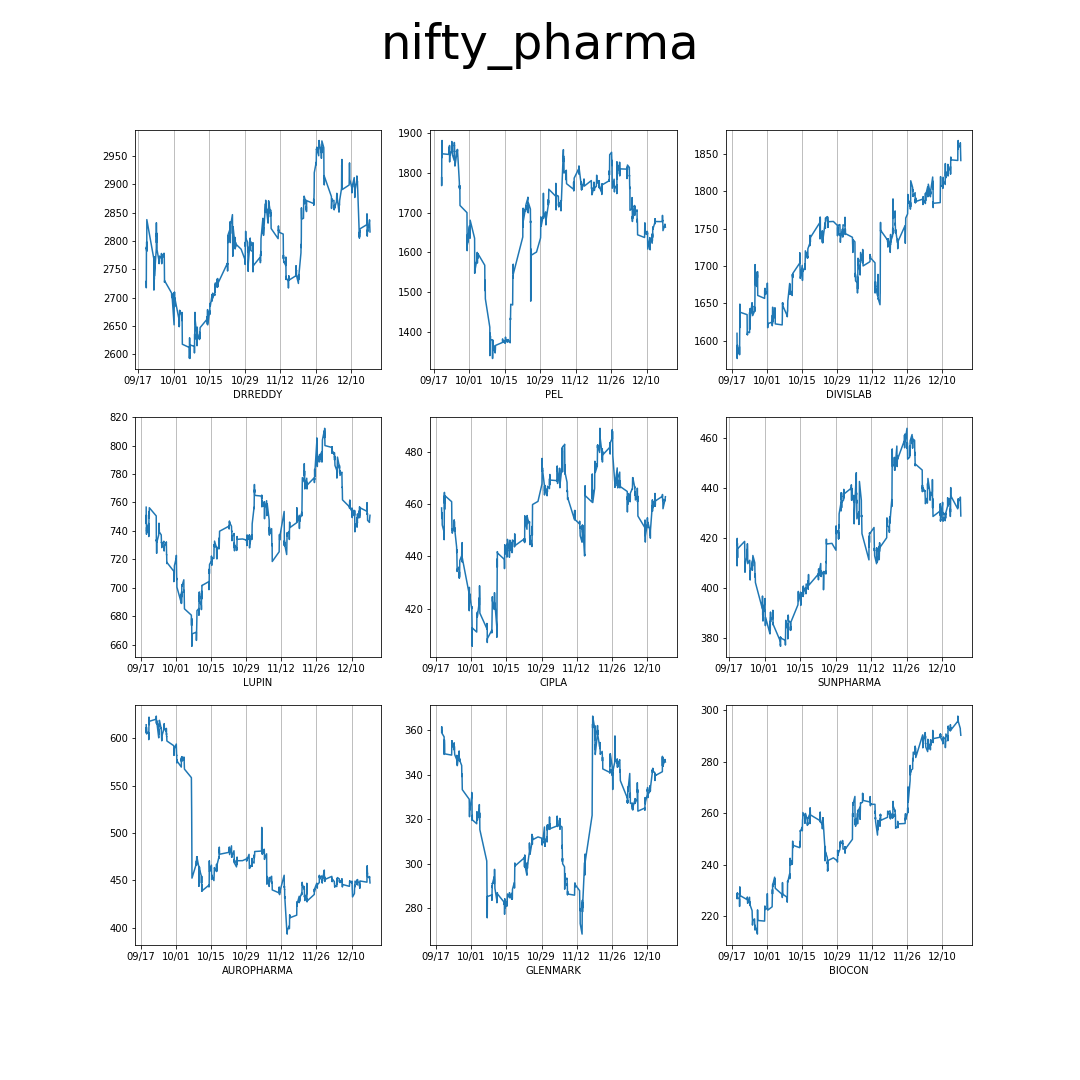 nifty_pharma
2950
2900
2850
2800
2750
2700
2650
2600
09/17 10/01 10/15 10/29 11/12 11/26 12/10
DRREDDY
1900
1800
1700
1600
1500
1400
09/17 10/01 10/15 10/29 11/12 11/26 12/10
PEL
1850
1800
1750
1700
1650
1600
09/17 10/01 10/15 10/29 11/12 11/26 12/10
DIVISLAB
820
800
780
760
740
720
700
680
660
09/17 10/01 10/15 10/29 11/12 11/26 12/10
LUPIN
480
460
440
420
09/17 10/01 10/15 10/29 11/12 11/26 12/10
CIPLA
460
440
420
400
380
09/17 10/01 10/15 10/29 11/12 11/26 12/10
SUNPHARMA
600
550
500
450
400
09/17 10/01 10/15 10/29 11/12 11/26 12/10
AUROPHARMA
360
340
320
300
280
09/17 10/01 10/15 10/29 11/12 11/26 12/10
GLENMARK
300
280
260
240
220
09/17 10/01 10/15 10/29 11/12 11/26 12/10
BIOCON